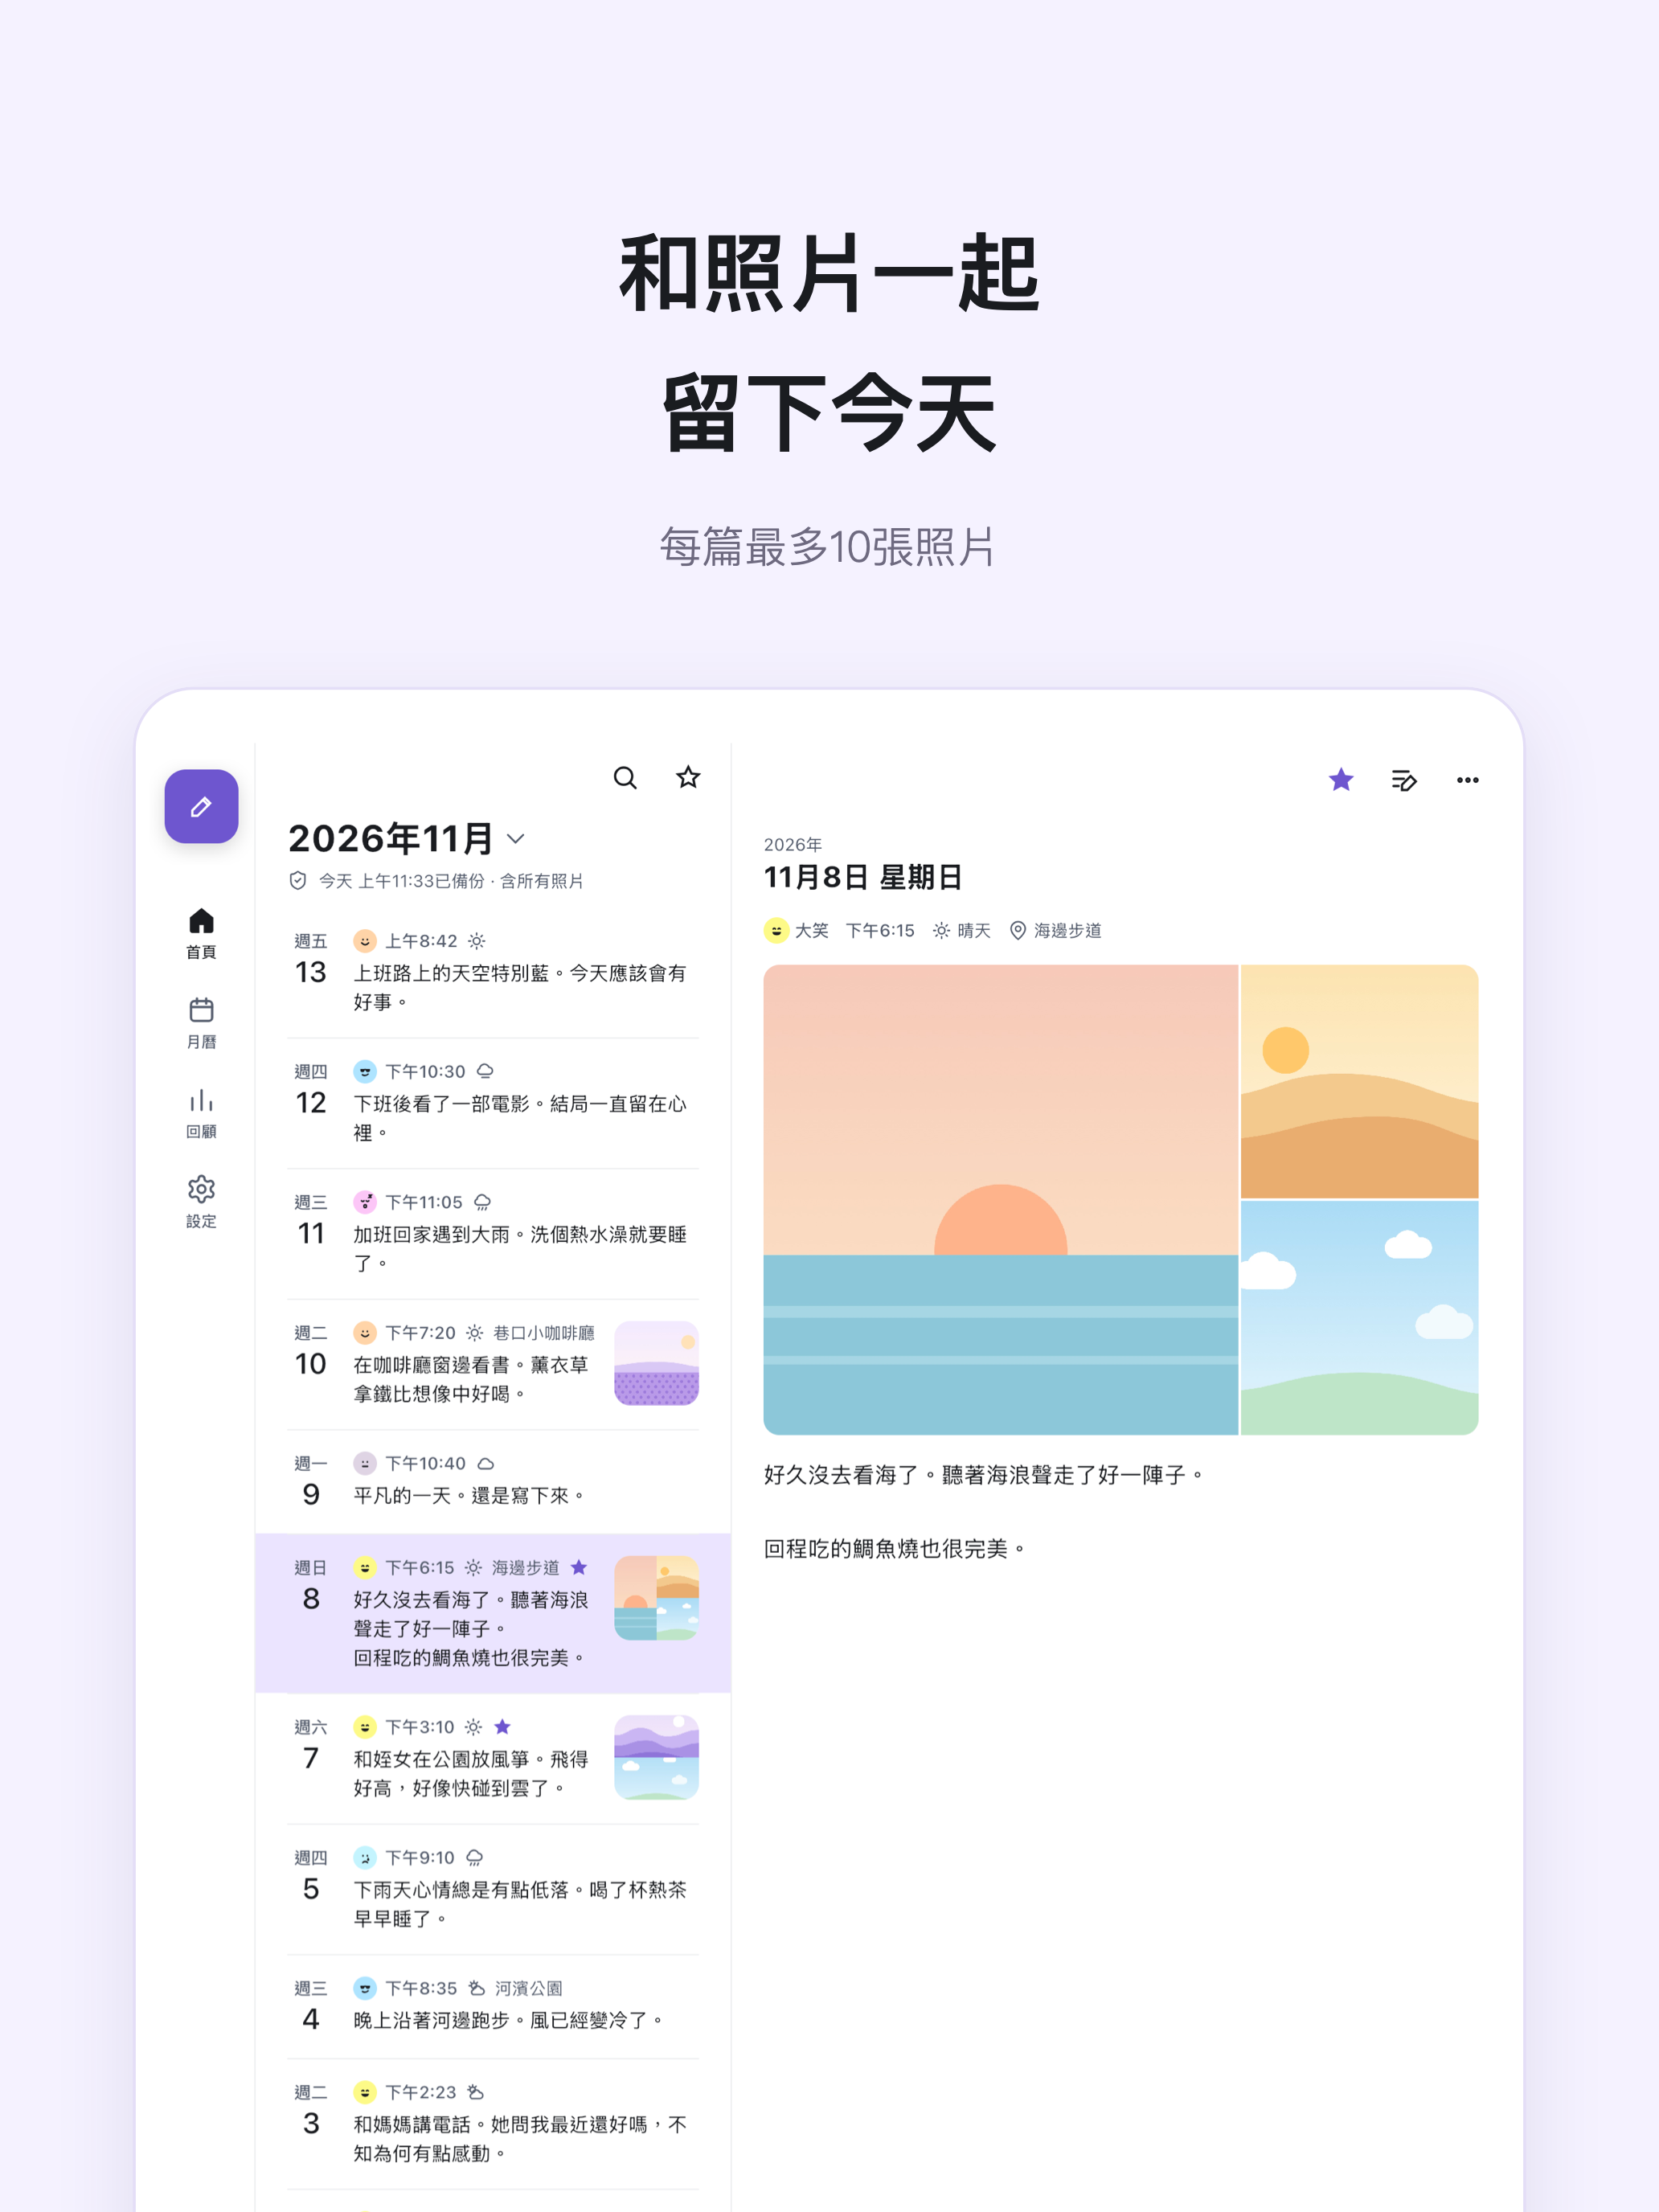 和照片一起
留下今天
每篇最多10張照片
首頁
月曆
回顧
設定
2026年11月
今天 上午11:33已備份 · 含所有照片
週五
13
上午8:42
上班路上的天空特別藍。今天應該會有
好事。
週四
12
下午10:30
下班後看了一部電影。結局一直留在心
裡。
週三
11
下午11:05
加班回家遇到大雨。洗個熱水澡就要睡
了。
週二
10
下午7:20 巷口小咖啡廳
在咖啡廳窗邊看書。薰衣草
拿鐵比想像中好喝。
週一
9
下午10:40
平凡的一天。還是寫下來。
週日
8
下午6:15 海邊步道
好久沒去看海了。聽著海浪
聲走了好一陣子。
回程吃的鯛魚燒也很完美。
週六
7
下午3:10
和姪女在公園放風箏。飛得
好高，好像快碰到雲了。
週四
5
下午9:10
下雨天心情總是有點低落。喝了杯熱茶
早早睡了。
週三
4
下午8:35 河濱公園
晚上沿著河邊跑步。風已經變冷了。
週二
3
下午2:23
和媽媽講電話。她問我最近還好嗎，不
知為何有點感動。
2026年
11月8日 星期日
大笑 下午6:15 晴天 海邊步道
好久沒去看海了。聽著海浪聲走了好一陣子。
回程吃的鯛魚燒也很完美。